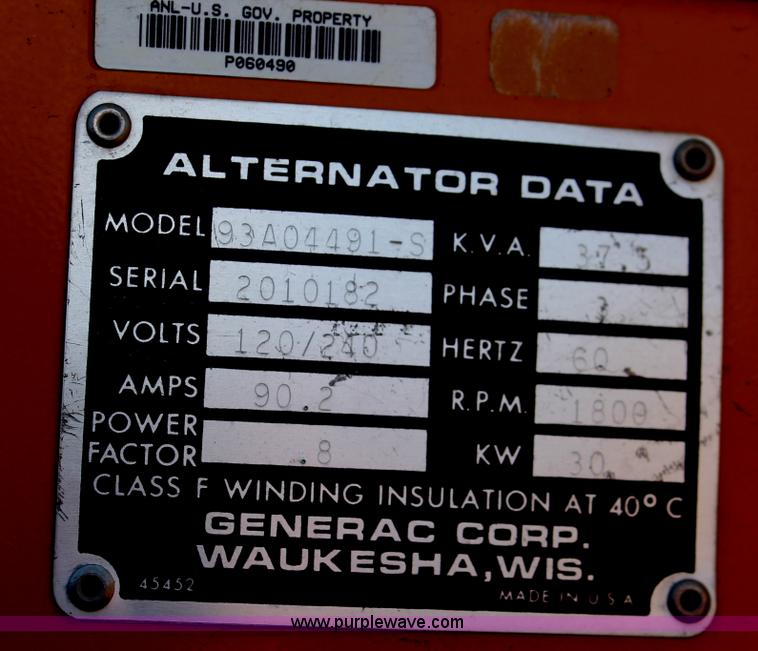 ANL-U.S. GOV. PROPERTY
P060490
ALTERNATOR DATA
MODEL 93A04491-S K.V.A. 37.5
SERIAL 2010182 PHASE 3
VOLTS 120/240 HERTZ 60
AMPS 90.2 R.P.M. 1800
POWER
FACTOR .8 KW 30
CLASS F WINDING INSULATION AT 40° C
GENERAC CORP.
WAUKESHA, WIS.
45452 MADE IN U S A
www.purplewave.com